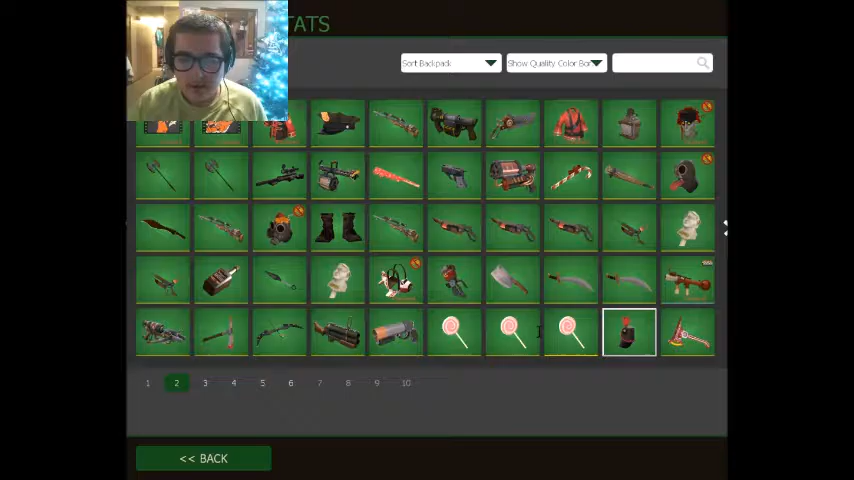 TATS
Sort Backpack
Show Quality Color Bor
1 2 3 4 5 6 7 8 9 10
<< BACK